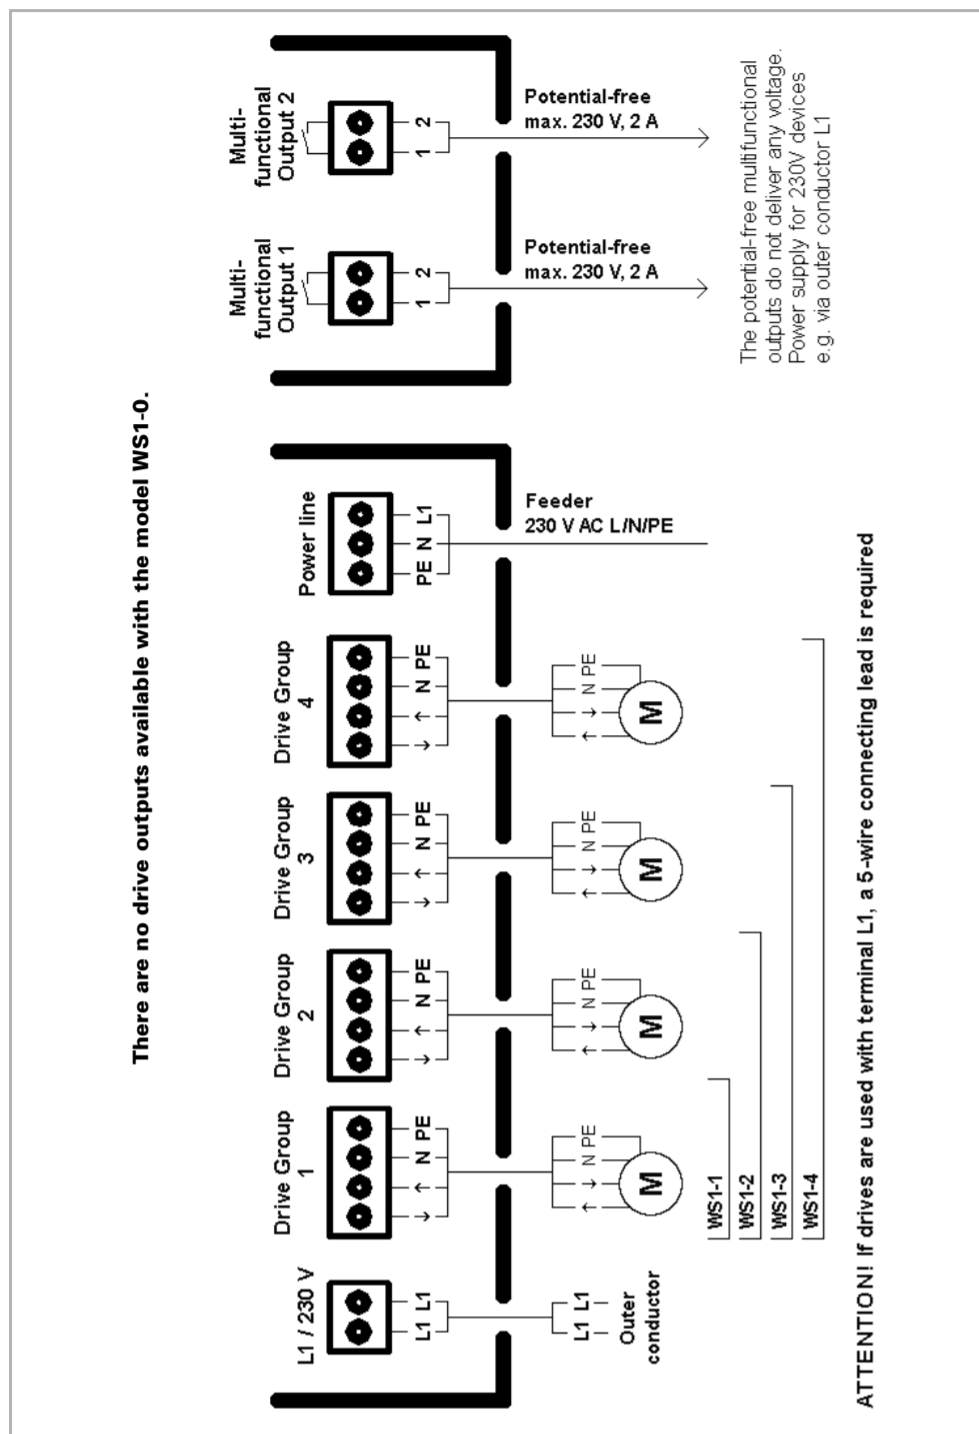 There are no drive outputs available with the model WS1-0.
L1 / 230 V
Drive Group
1
Drive Group
2
Drive Group
3
Drive Group
4
Power line
Multi-
functional
Output 1
Multi-
functional
Output 2
L1 L1
↓ ↑ N PE
↓ ↑ N PE
↓ ↑ N PE
↓ ↑ N PE
PE N L1
1 2
1 2
Feeder
230 V AC L/N/PE
Potential-free
max. 230 V, 2 A
Potential-free
max. 230 V, 2 A
L1 L1
Outer
conductor
↑ ↓ N PE
M
↑ ↓ N PE
M
↑ ↓ N PE
M
↑ ↓ N PE
M
WS1-1
WS1-2
WS1-3
WS1-4
The potential-free multifunctional
outputs do not deliver any voltage.
Power supply for 230V devices
e.g. via outer conductor L1
ATTENTION! If drives are used with terminal L1, a 5-wire connecting lead is required